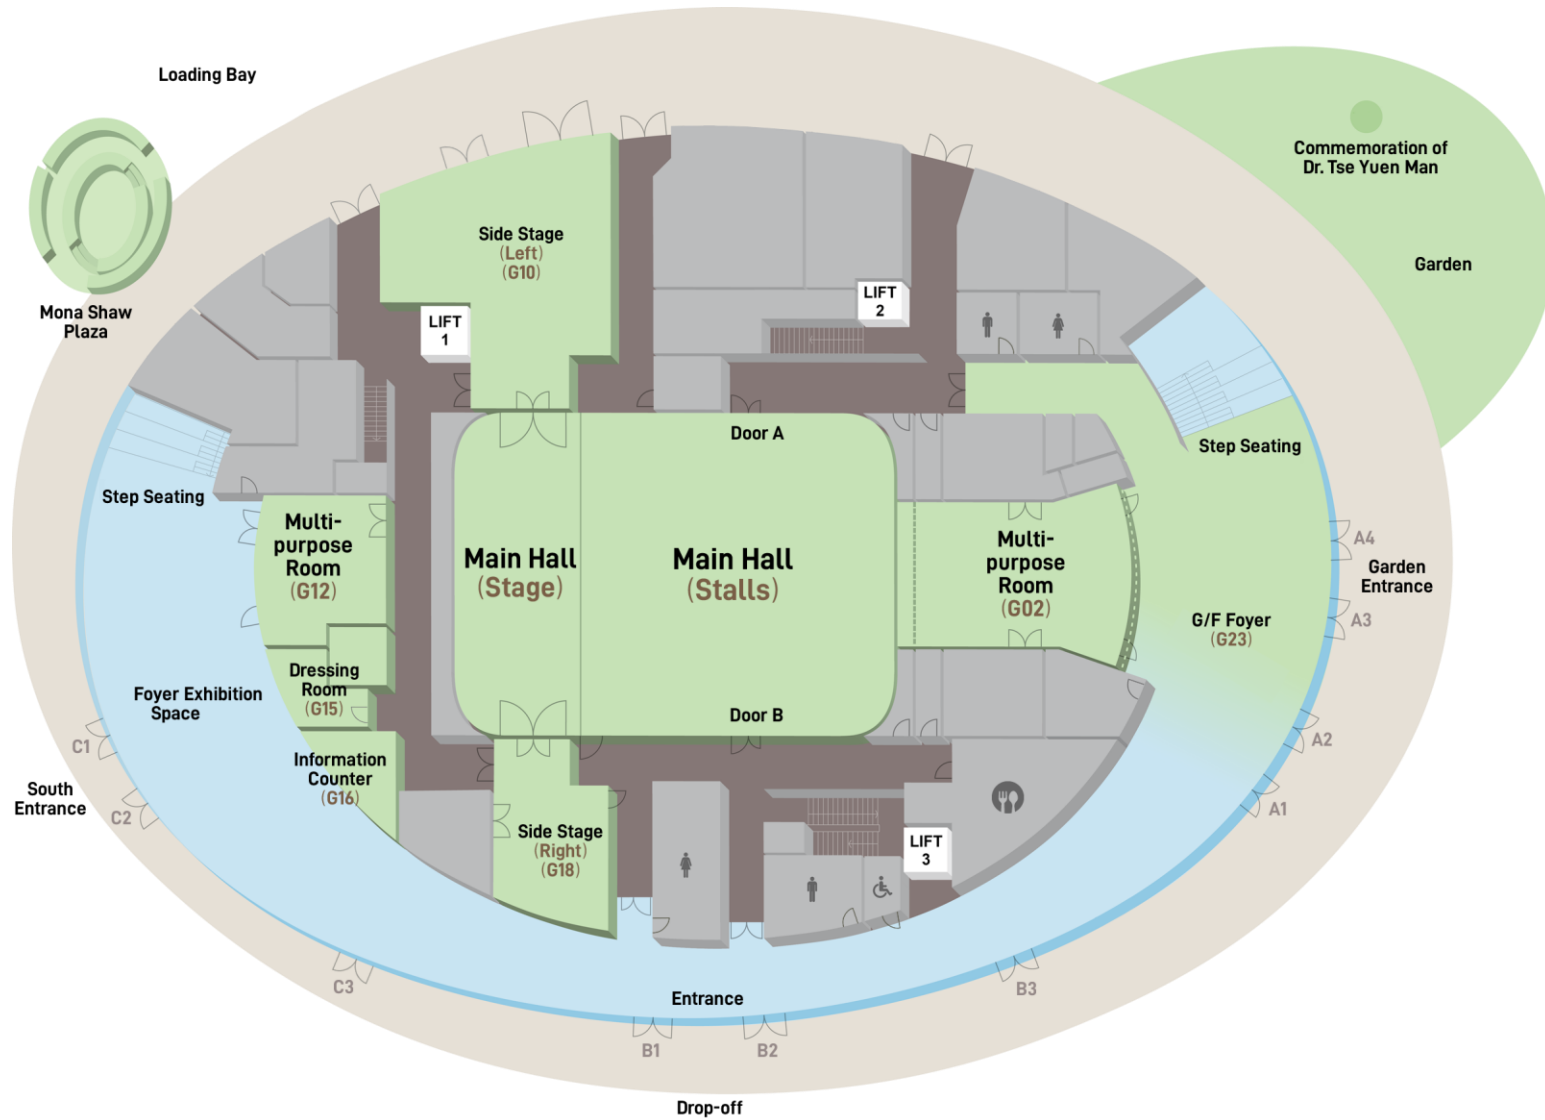 Loading Bay
Commemoration of
Dr. Tse Yuen Man
Side Stage
(Left)
(G10)
Garden
Mona Shaw
Plaza
LIFT
1
LIFT
2
Door A
Step Seating
Step Seating
Multi-
purpose
Room
(G12)
Main Hall
(Stage)
Main Hall
(Stalls)
Multi-
purpose
Room
(G02)
A4
Garden
Entrance
A3
G/F Foyer
(G23)
Dressing
Room
(G15)
Foyer Exhibition
Space
Door B
C1
A2
Information
Counter
(G16)
South
Entrance
C2
A1
Side Stage
(Right)
(G18)
LIFT
3
C3
B3
Entrance
B1
B2
Drop-off